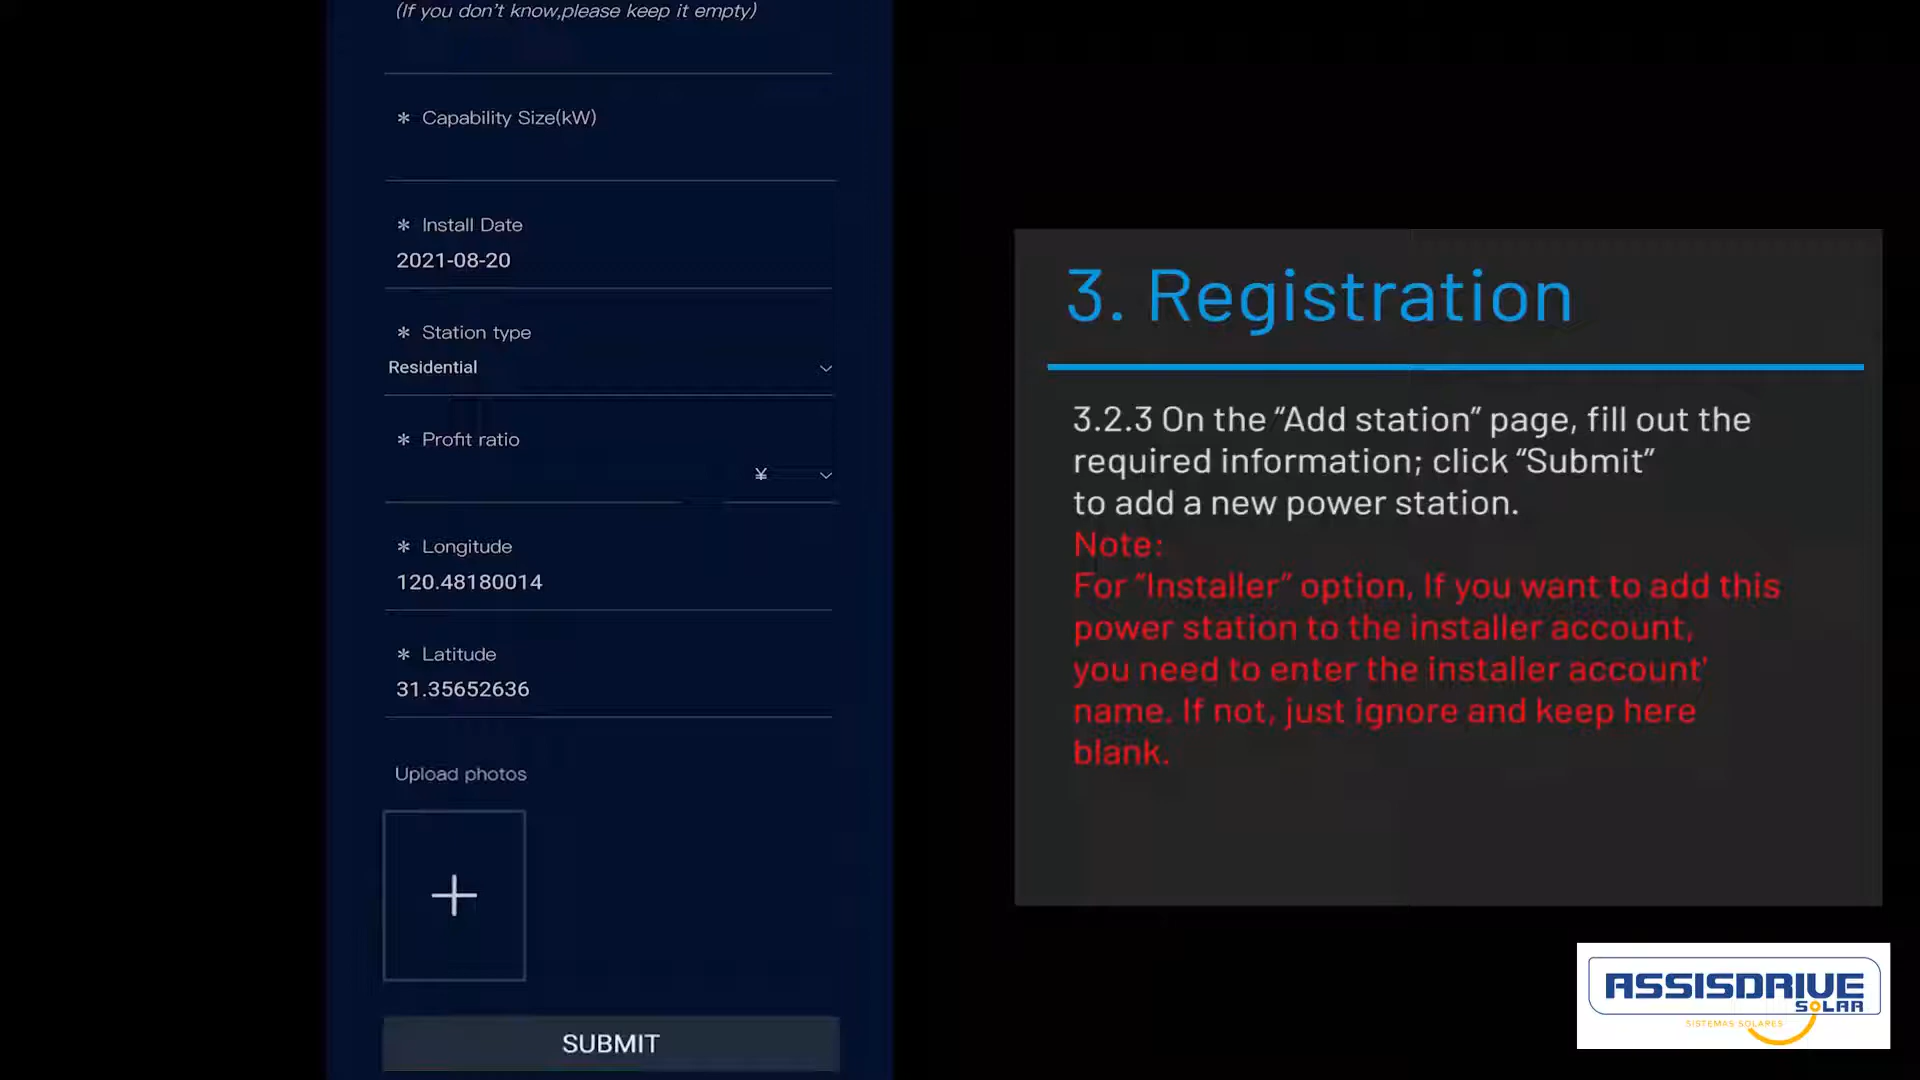 (If you don't know,please keep it empty)
* Capability Size(kW)
* Install Date
2021-08-20
* Station type
Residential
* Profit ratio
¥
* Longitude
120.48180014
* Latitude
31.35652636
Upload photos
SUBMIT
3. Registration
3.2.3 On the “Add station” page, fill out the
required information; click “Submit”
to add a new power station.
Note:
For “Installer” option, If you want to add this
power station to the installer account,
you need to enter the installer account'
name. If not, just ignore and keep here
blank.
ASSISDRIVE
SOLAR
SISTEMAS SOLARES